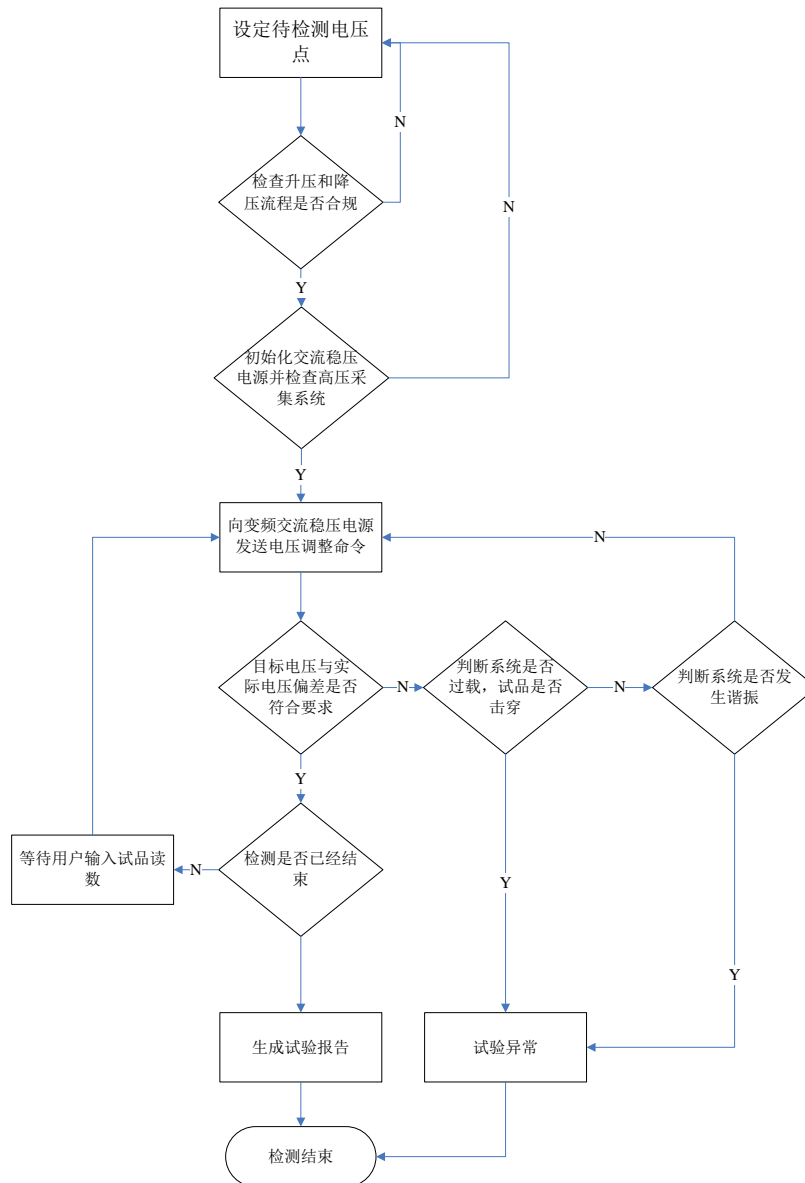 设定待检测电压
点
N
检查升压和降
压流程是否合规
N
Y
初始化交流稳压
电源并检查高压采
集系统
Y
向变频交流稳压电源
发送电压调整命令
N
目标电压与实
际电压偏差是否
符合要求
N
判断系统是否
过载，试品是否
击穿
N
判断系统是否发
生谐振
Y
等待用户输入试品读
数
N
检测是否已经结
束
Y
Y
生成试验报告
试验异常
检测结束